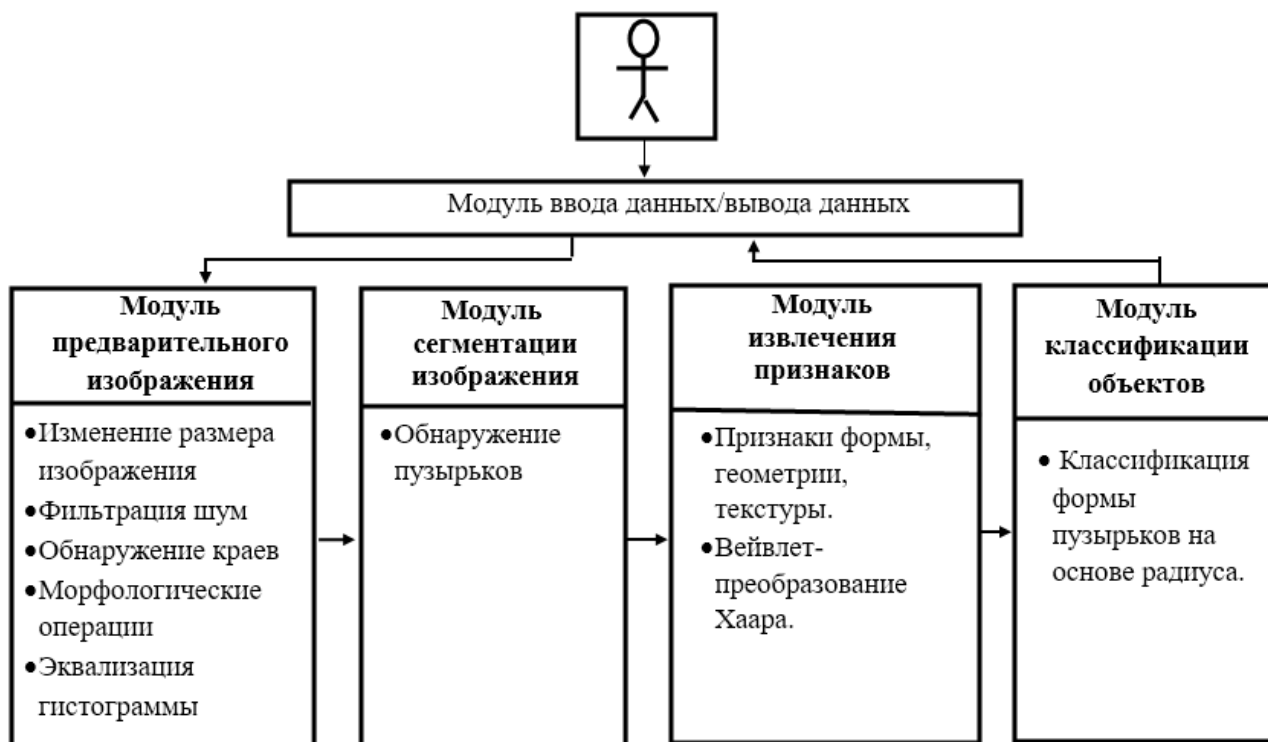 Модуль ввода данных/вывода данных
Модуль
предварительного
изображения
•Изменение размера
изображения
•Фильтрация шум
•Обнаружение краев
•Морфологические
операции
•Эквализация
гистограммы
Модуль
сегментации
изображения
•Обнаружение
пузырьков
Модуль
извлечения
признаков
•Признаки формы,
геометрии,
текстуры.
•Вейвлет-
преобразование
Хаара.
Модуль
классификации
объектов
• Классификация
формы
пузырьков на
основе радиуса.